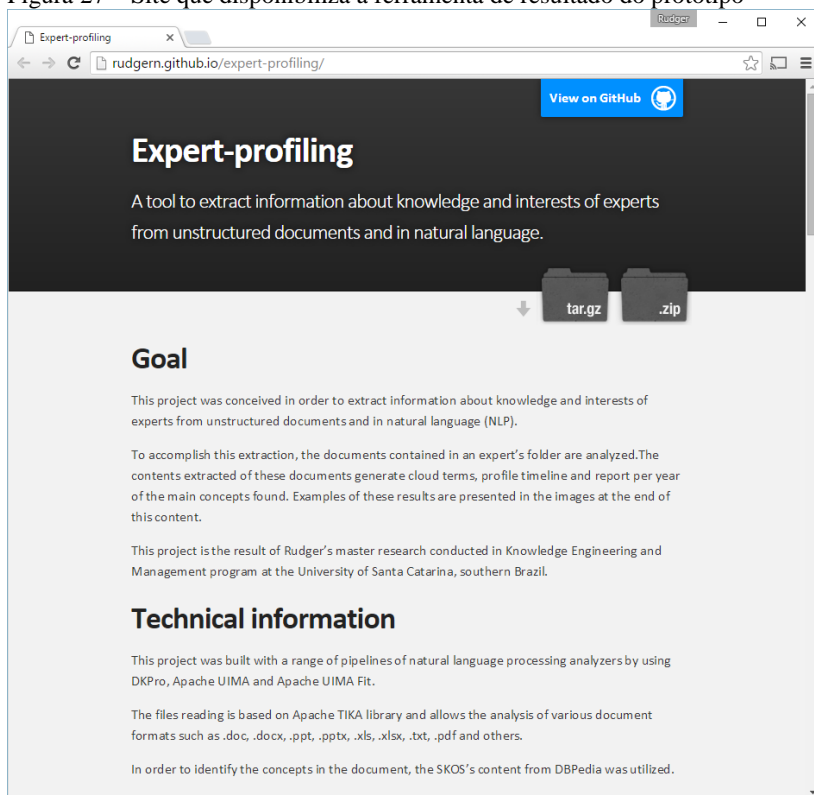 Figura 27 – Site que disponibiliza a ferramenta de resultado do protótipo
Rudger
Expert-profiling
rudgern.github.io/expert-profiling/
View on GitHub
Expert-profiling
A tool to extract information about knowledge and interests of experts
from unstructured documents and in natural language.
tar.gz
.zip
Goal
This project was conceived in order to extract information about knowledge and interests of
experts from unstructured documents and in natural language (NLP).
To accomplish this extraction, the documents contained in an expert's folder are analyzed.The
contents extracted of these documents generate cloud terms, profile timeline and report per year
of the main concepts found. Examples of these results are presented in the images at the end of
this content.
This project is the result of Rudger's master research conducted in Knowledge Engineering and
Management program at the University of Santa Catarina, southern Brazil.
Technical information
This project was built with a range of pipelines of natural language processing analyzers by using
DKPro, Apache UIMA and Apache UIMA Fit.
The files reading is based on Apache TIKA library and allows the analysis of various document
formats such as .doc, .docx, .ppt, .pptx, .xls, .xlsx, .txt, .pdf and others.
In order to identify the concepts in the document, the SKOS's content from DBPedia was utilized.